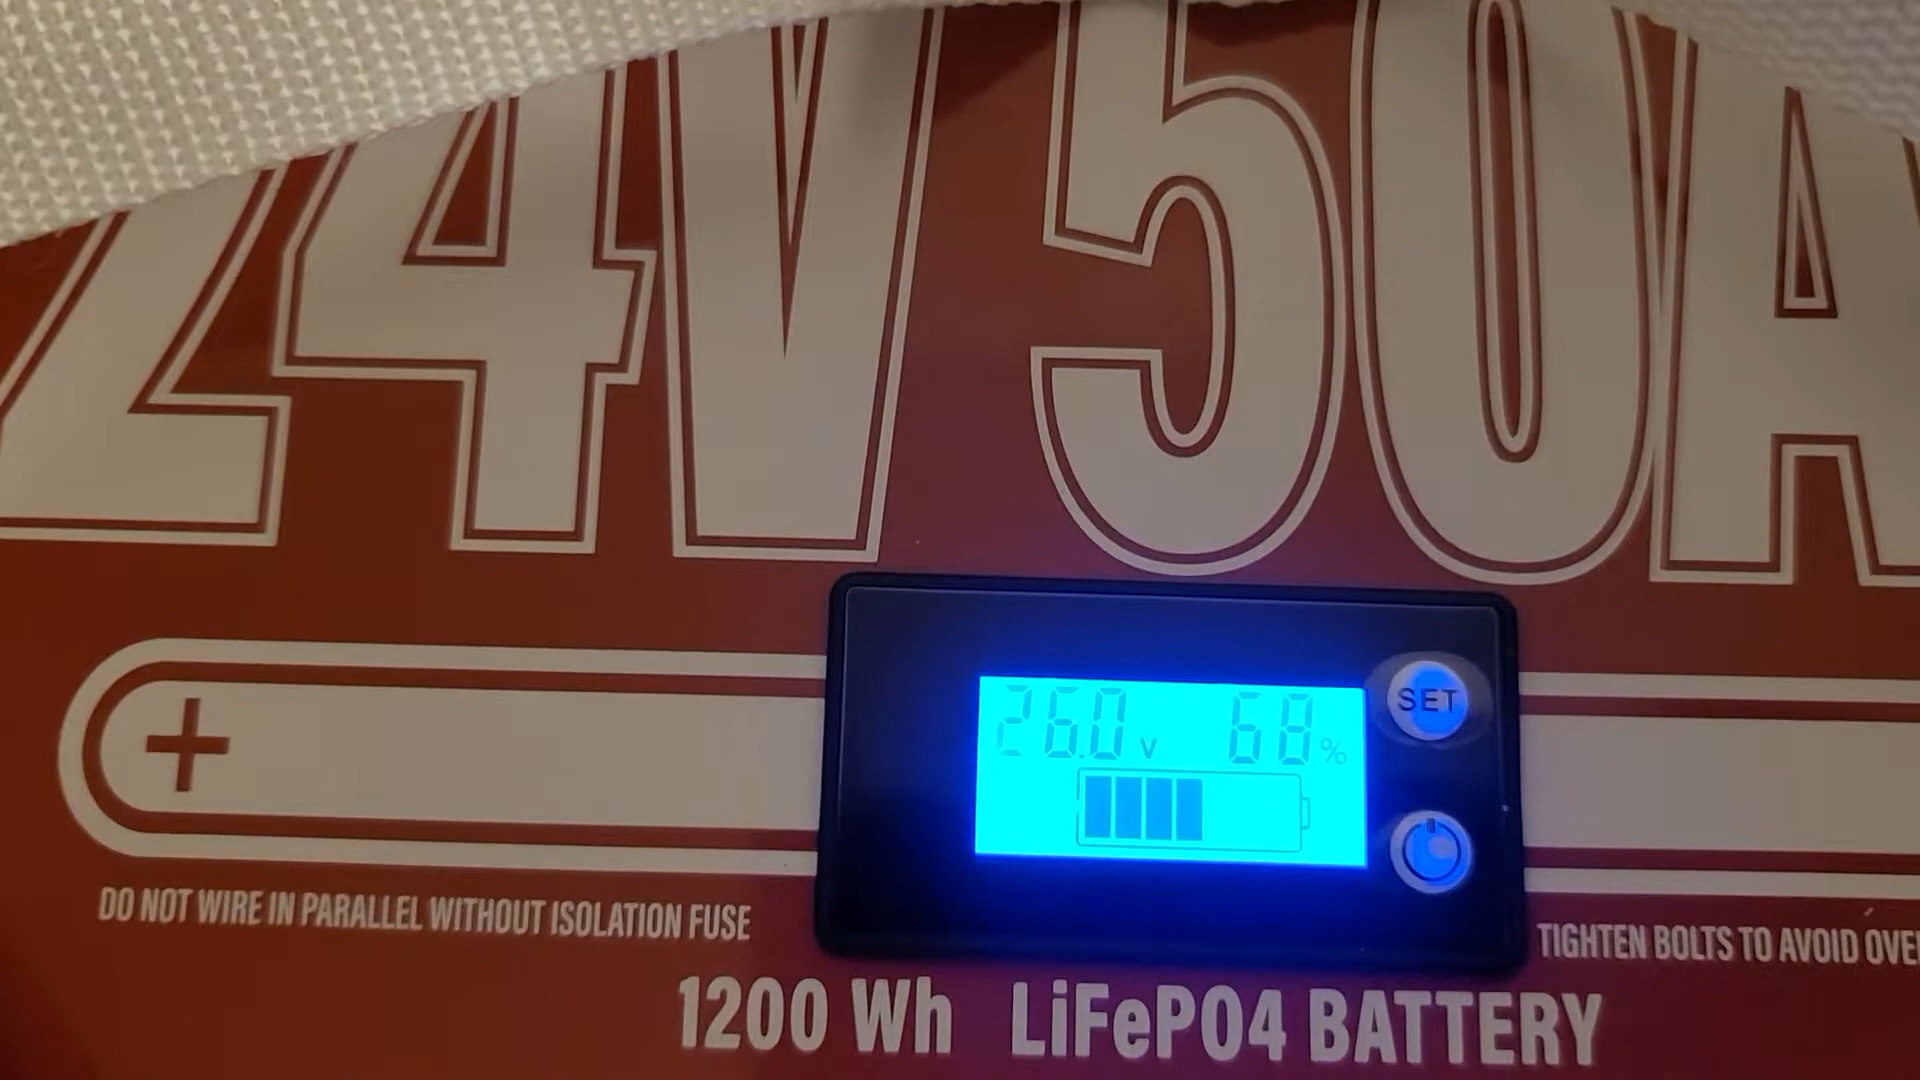 24V 50A
26.0 V 68 %
SET
+
DO NOT WIRE IN PARALLEL WITHOUT ISOLATION FUSE
TIGHTEN BOLTS TO AVOID
1200 Wh LiFePO4 BATTERY